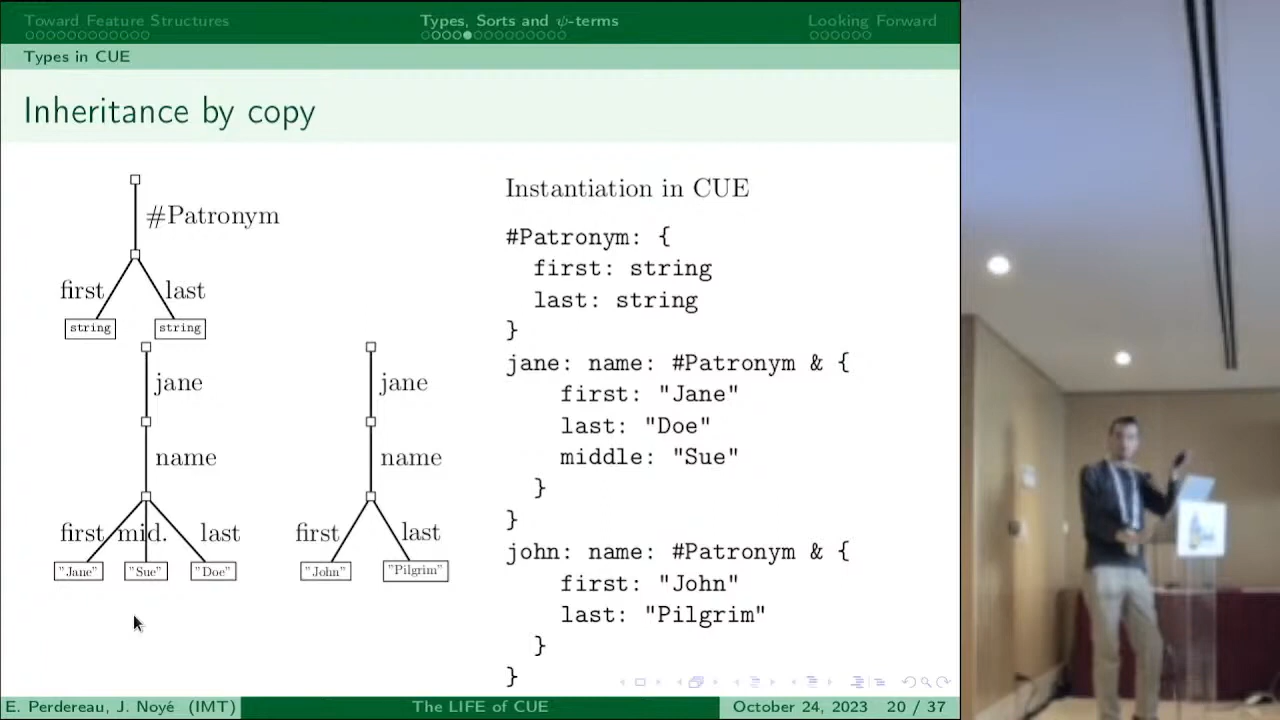 Toward Feature Structures
Types, Sorts and ψ-terms
Looking Forward
Types in CUE
Inheritance by copy
#Patronym
first
last
string
string
jane
name
first
mid.
last
"Jane"
"Sue"
"Doe"
jane
name
first
last
"John"
"Pilgrim"
Instantiation in CUE
#Patronym: {
first: string
last: string
}
jane: name: #Patronym & {
first: "Jane"
last: "Doe"
middle: "Sue"
}
}
john: name: #Patronym & {
first: "John"
last: "Pilgrim"
}
}
E. Perdereau, J. Noyé (IMT)
The LIFE of CUE
October 24, 2023
20 / 37